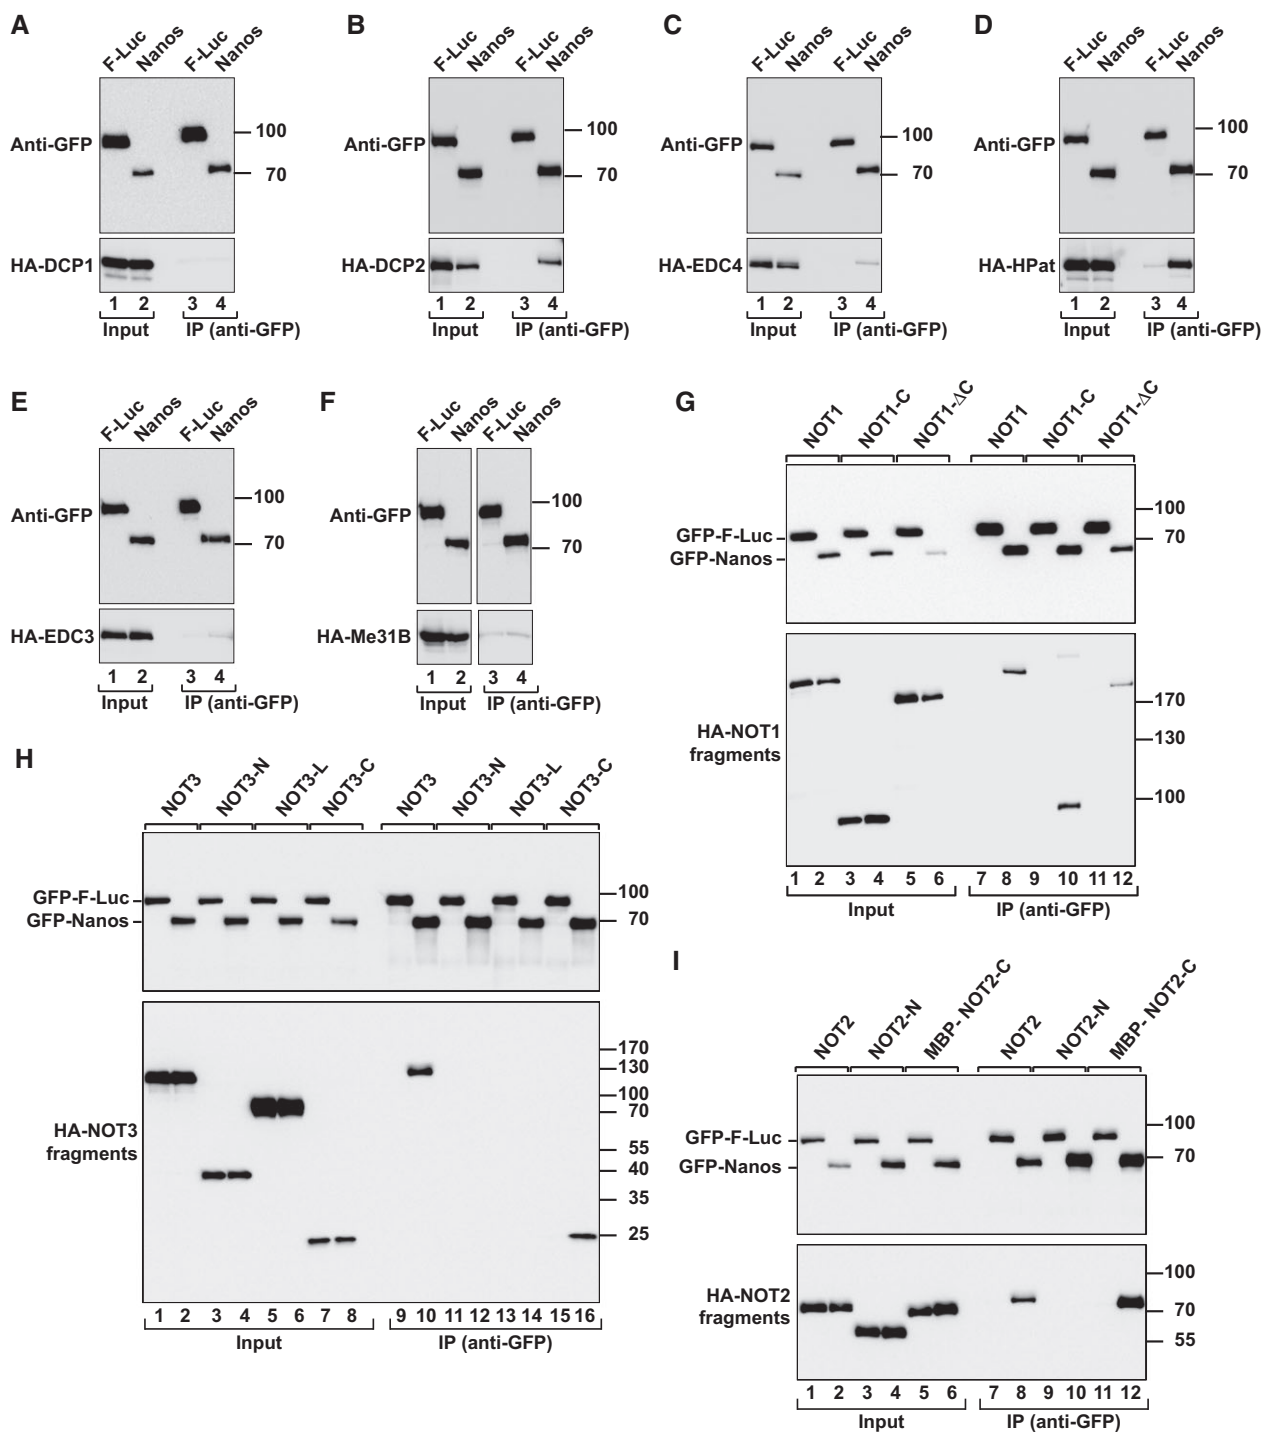 A
F-Luc Nanos F-Luc Nanos
Anti-GFP
100
70
HA-DCP1
1 2 3 4
Input IP (anti-GFP)
B
F-Luc Nanos F-Luc Nanos
Anti-GFP
100
70
HA-DCP2
1 2 3 4
Input IP (anti-GFP)
C
F-Luc Nanos F-Luc Nanos
Anti-GFP
100
70
HA-EDC4
1 2 3 4
Input IP (anti-GFP)
D
F-Luc Nanos F-Luc Nanos
Anti-GFP
100
70
HA-HPat
1 2 3 4
Input IP (anti-GFP)
E
F-Luc Nanos F-Luc Nanos
Anti-GFP
100
70
HA-EDC3
1 2 3 4
Input IP (anti-GFP)
F
F-Luc Nanos F-Luc Nanos
Anti-GFP
100
70
HA-Me31B
1 2 3 4
Input IP (anti-GFP)
G
NOT1 NOT1-C NOT1-ΔC NOT1 NOT1-C NOT1-ΔC
GFP-F-Luc
GFP-Nanos
100
70
HA-NOT1
fragments
170
130
100
1 2 3 4 5 6 7 8 9 10 11 12
Input IP (anti-GFP)
H
NOT3 NOT3-N NOT3-L NOT3-C NOT3 NOT3-N NOT3-L NOT3-C
GFP-F-Luc
GFP-Nanos
100
70
HA-NOT3
fragments
170
130
100
70
55
40
35
25
1 2 3 4 5 6 7 8 9 10 11 12 13 14 15 16
Input IP (anti-GFP)
I
NOT2 NOT2-N MBP- NOT2-C NOT2 NOT2-N MBP- NOT2-C
GFP-F-Luc
GFP-Nanos
100
70
HA-NOT2
fragments
100
70
55
1 2 3 4 5 6 7 8 9 10 11 12
Input IP (anti-GFP)